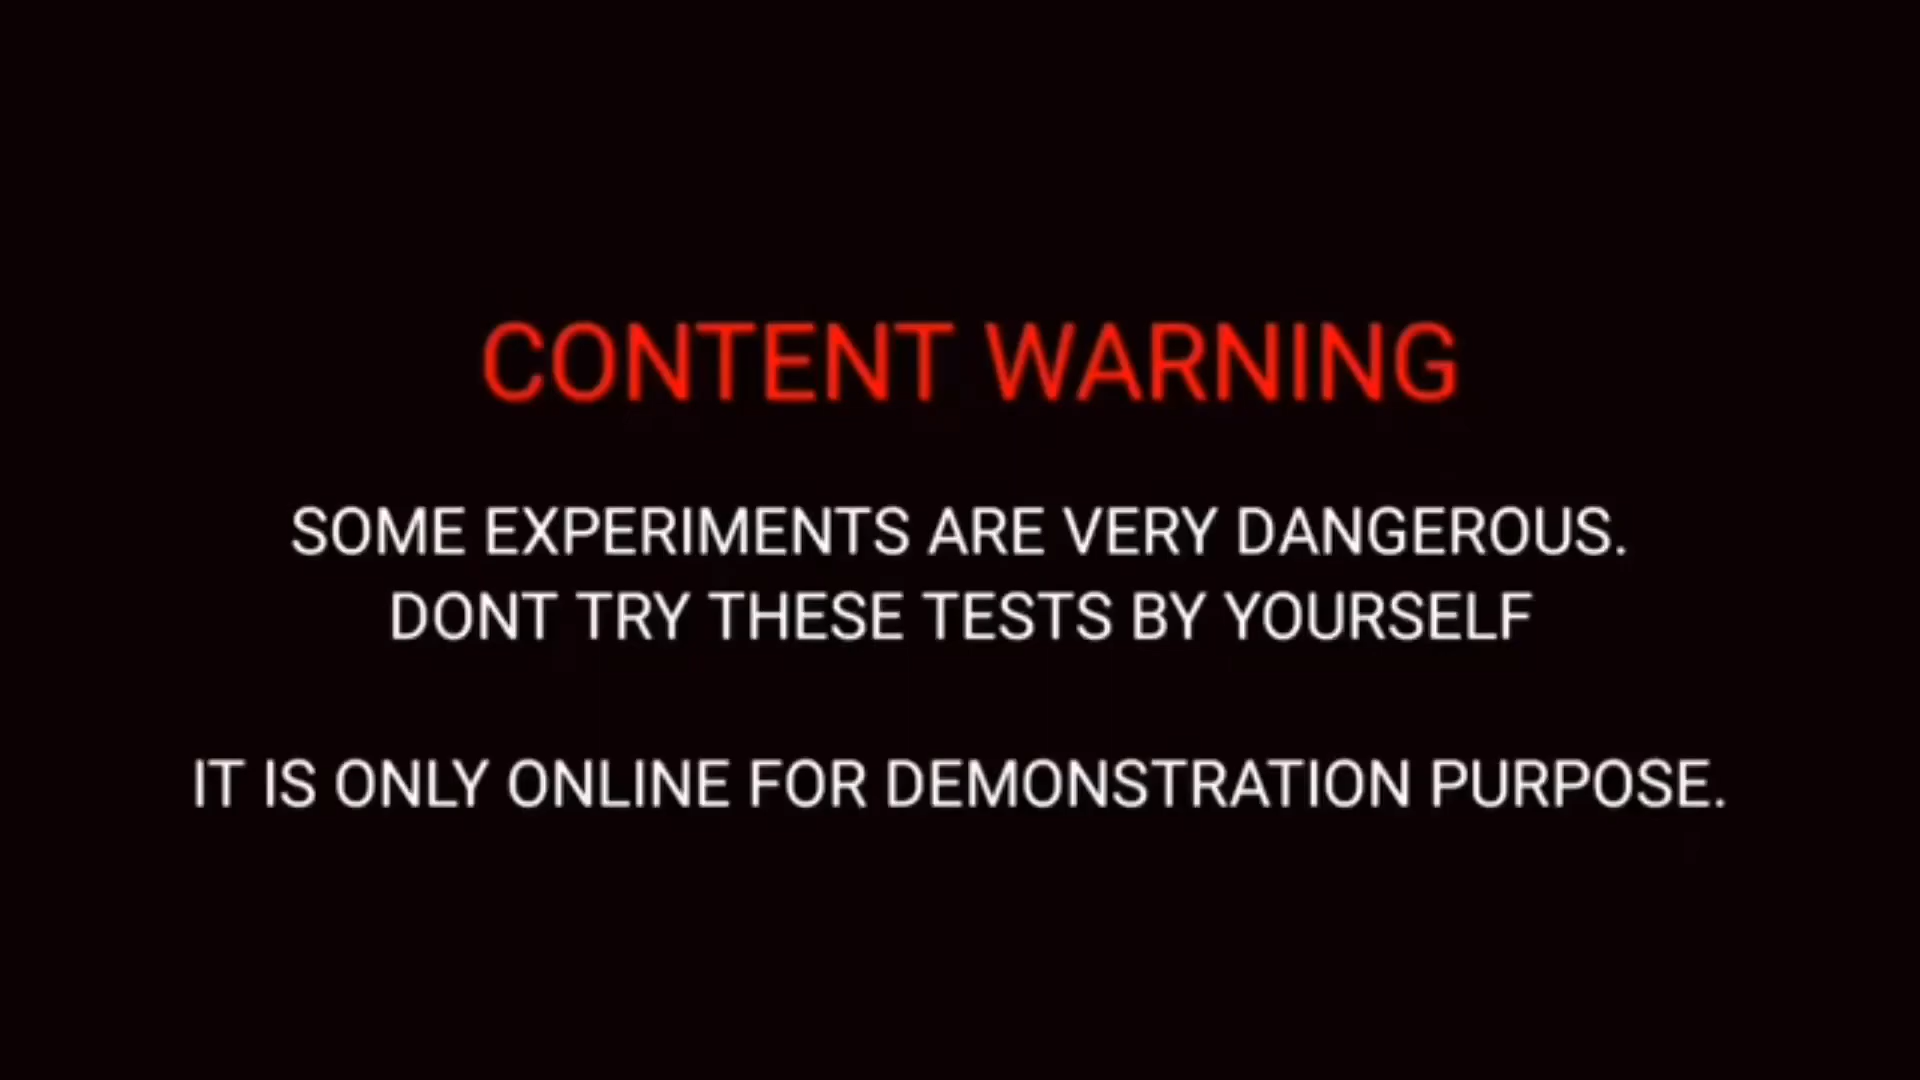 CONTENT WARNING
SOME EXPERIMENTS ARE VERY DANGEROUS.
DONT TRY THESE TESTS BY YOURSELF
IT IS ONLY ONLINE FOR DEMONSTRATION PURPOSE.